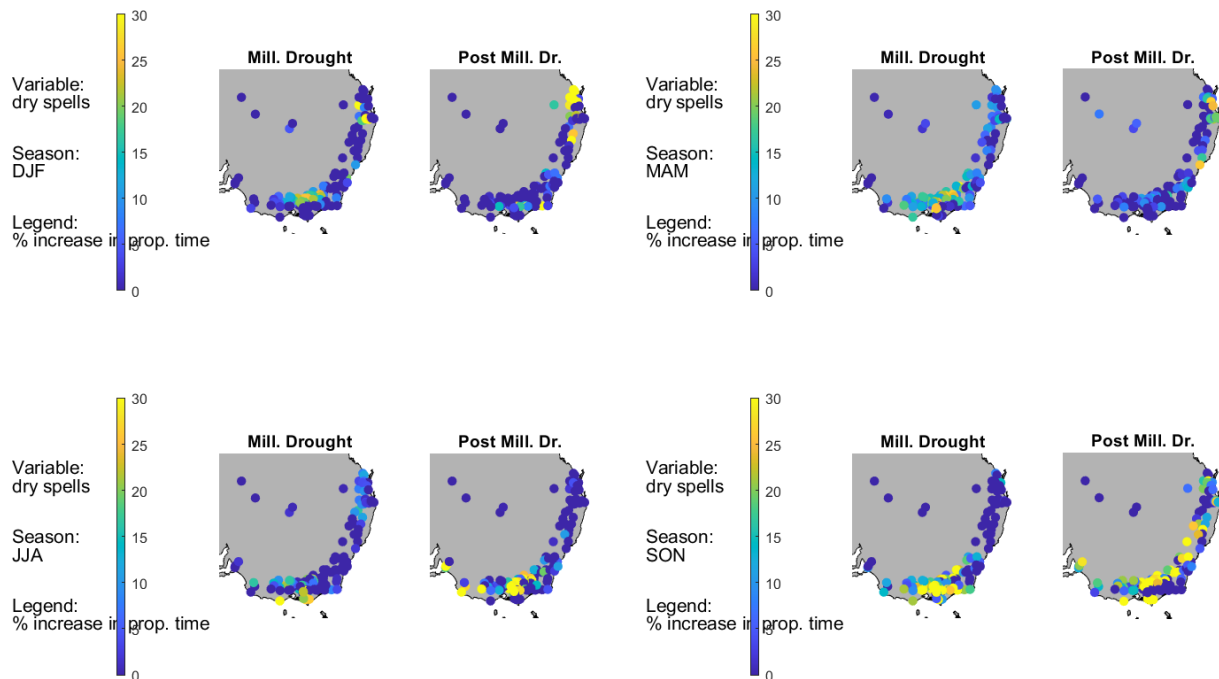 30
25
20
15
10
5
0
Variable:
dry spells
Season:
DJF
Legend:
% increase in prop. time
Mill. Drought
Post Mill. Dr.
30
25
20
15
10
5
0
Variable:
dry spells
Season:
MAM
Legend:
% increase in prop. time
Mill. Drought
Post Mill. Dr.
30
25
20
15
10
5
0
Variable:
dry spells
Season:
JJA
Legend:
% increase in prop. time
Mill. Drought
Post Mill. Dr.
30
25
20
15
10
5
0
Variable:
dry spells
Season:
SON
Legend:
% increase in prop. time
Mill. Drought
Post Mill. Dr.